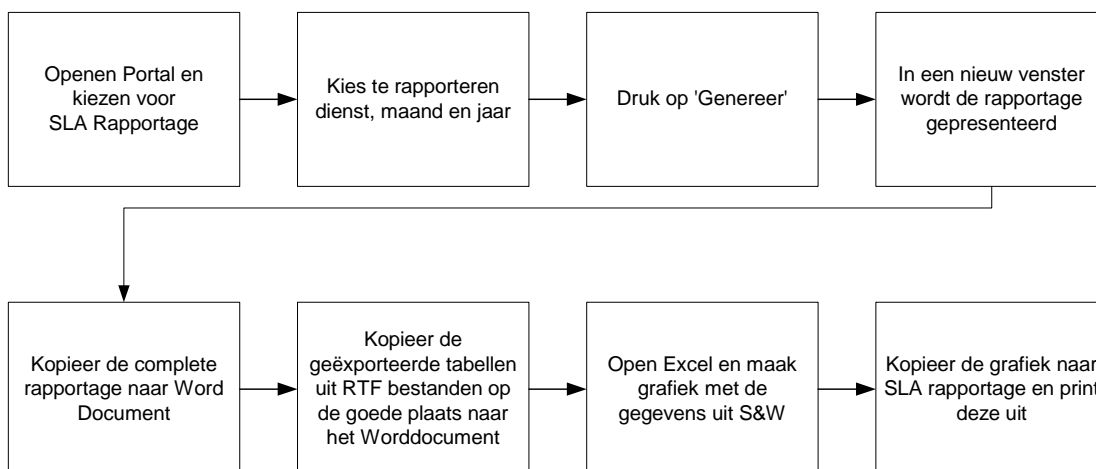 Openen Portal en
kiezen voor
SLA Rapportage
Kies te rapporteren
dienst, maand en jaar
Druk op 'Genereer'
In een nieuw venster
wordt de rapportage
gepresenteerd
Kopieer de complete
rapportage naar Word
Document
Kopieer de
geëxporteerde tabellen
uit RTF bestanden op
de goede plaats naar
het Worddocument
Open Excel en maak
grafiek met de
gegevens uit S&W
Kopieer de grafiek naar
SLA rapportage en print
deze uit